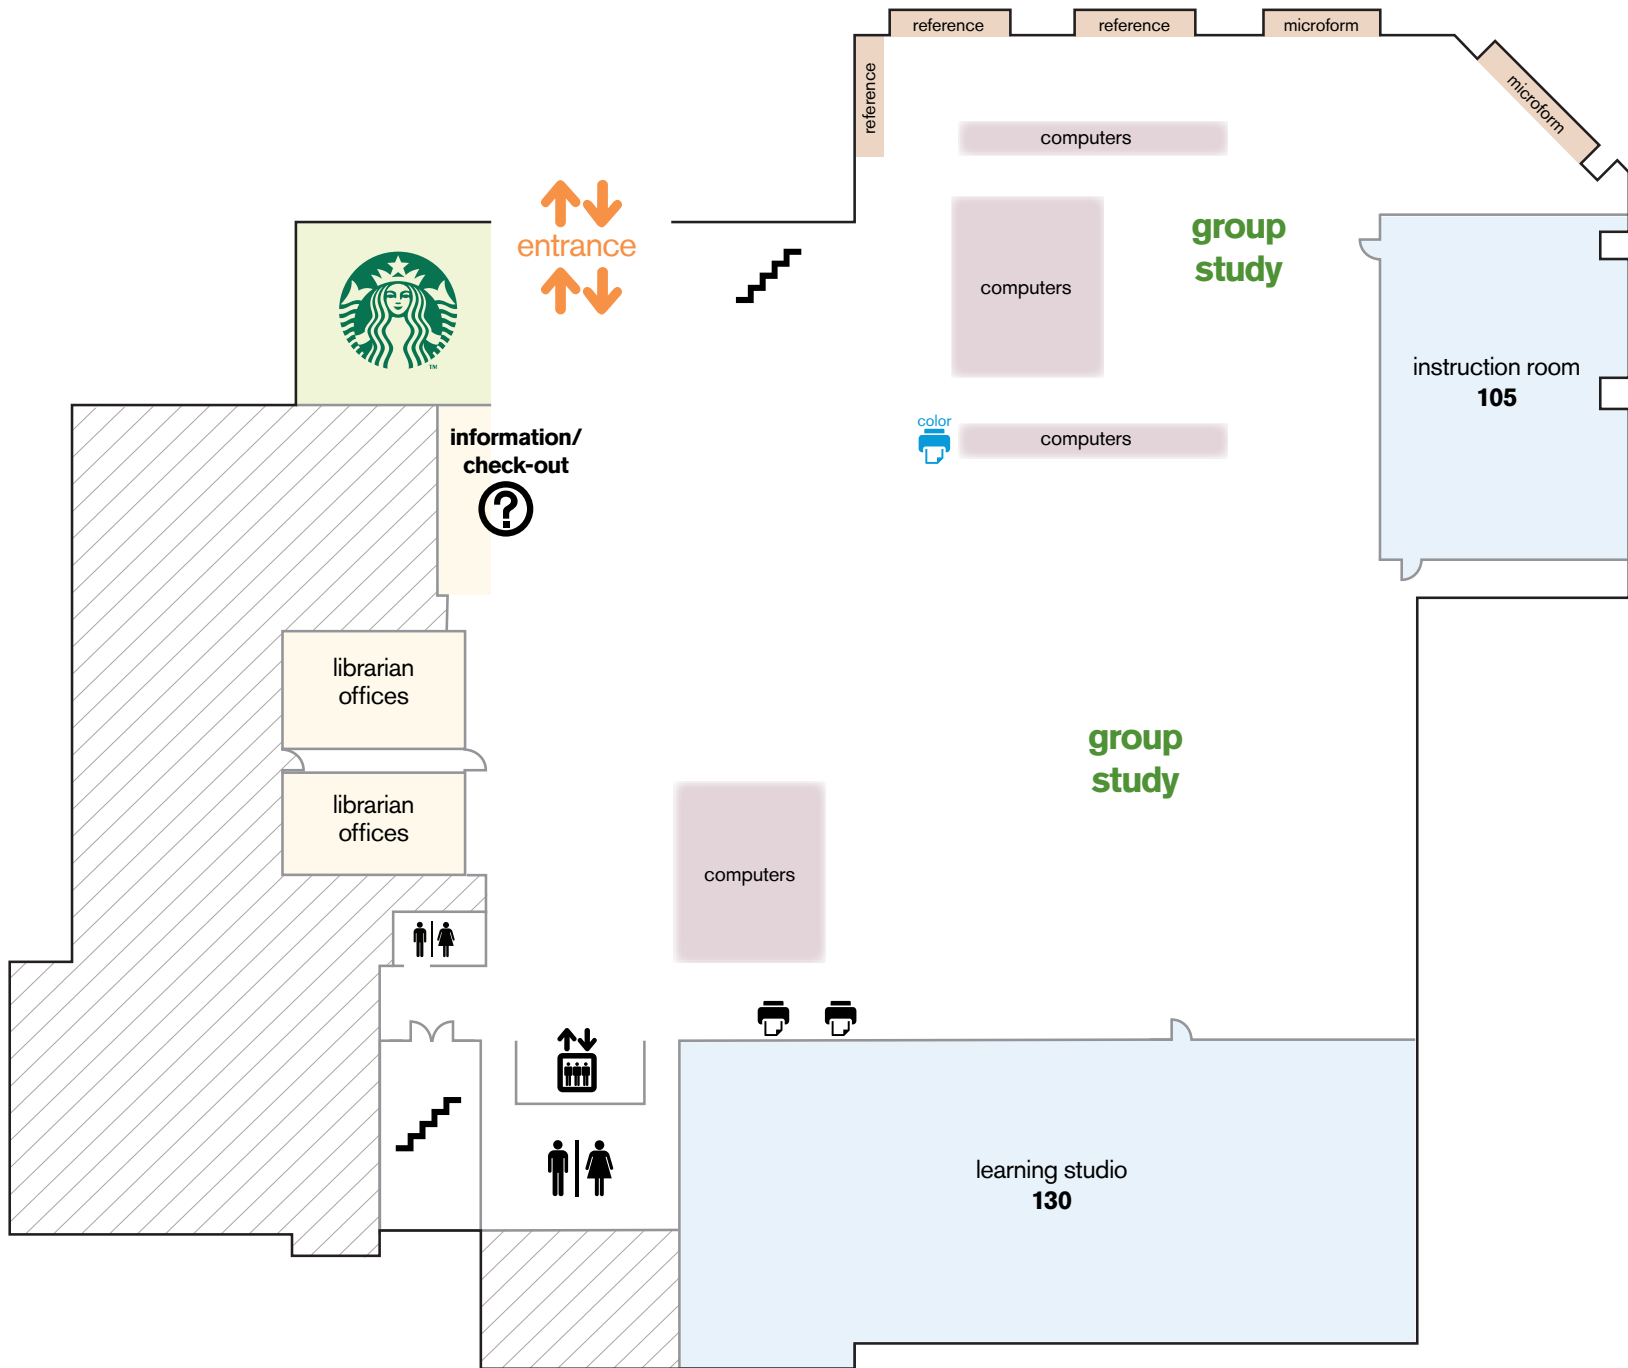 reference
reference
microform
reference
microform
computers
entrance
group
study
computers
instruction room
105
color
computers
information/
check-out
?
librarian
offices
group
study
librarian
offices
computers
learning studio
130
TM